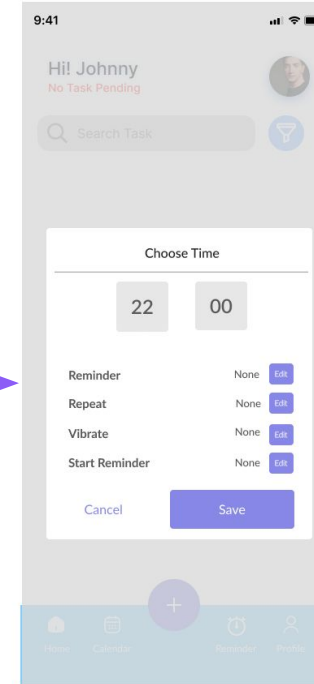 9:41
Hi! Johnny
No Task Pending
Search Task
Choose Time
22 00
Reminder None Edit
Repeat None Edit
Vibrate None Edit
Start Reminder None Edit
Cancel Save
+
Home Calendar Reminder Profile